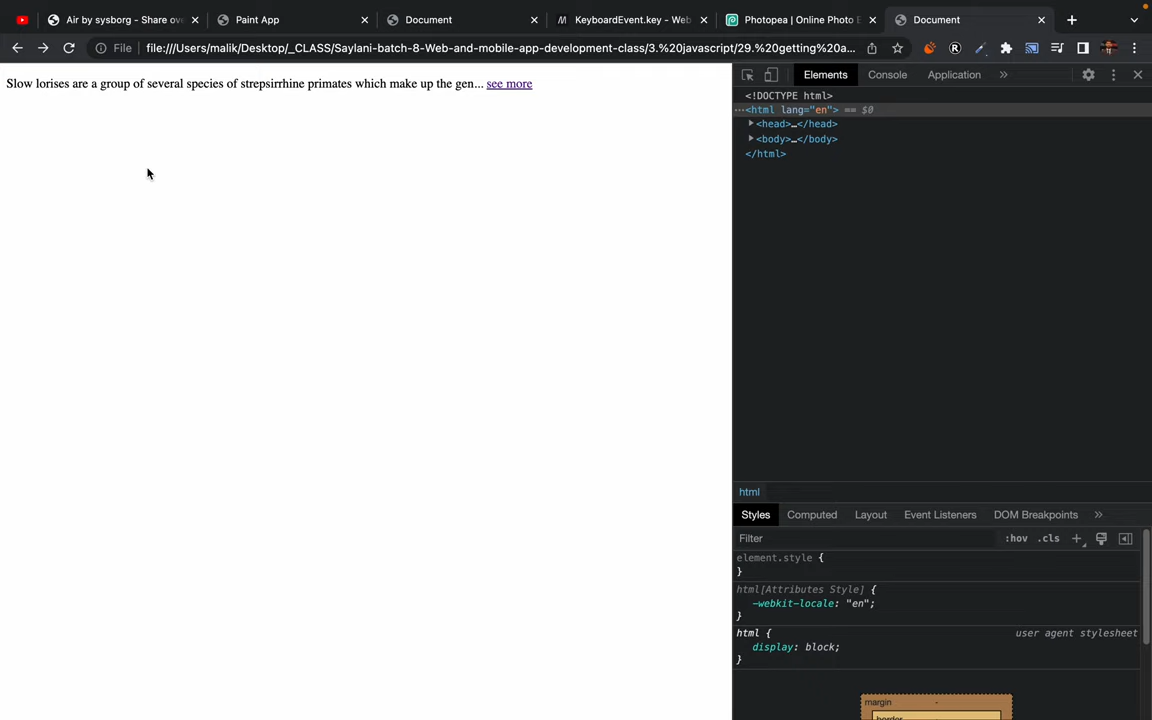 Air by sysborg - Share ove
Paint App
Document
KeyboardEvent.key - Web
Photopea | Online Photo E
Document
File
file:///Users/malik/Desktop/_CLASS/Saylani-batch-8-Web-and-mobile-app-development-class/3.%20javascript/29.%20getting%20a...
Slow lorises are a group of several species of strepsirrhine primates which make up the gen... see more
Elements Console Application »
<!DOCTYPE html>
···<html lang="en"> == $0
<head>…</head>
<body>…</body>
</html>
html
Styles Computed Layout Event Listeners DOM Breakpoints »
Filter :hov .cls +
element.style {
}
html[Attributes Style] {
-webkit-locale: "en";
}
html { user agent stylesheet
display: block;
}
margin -
border